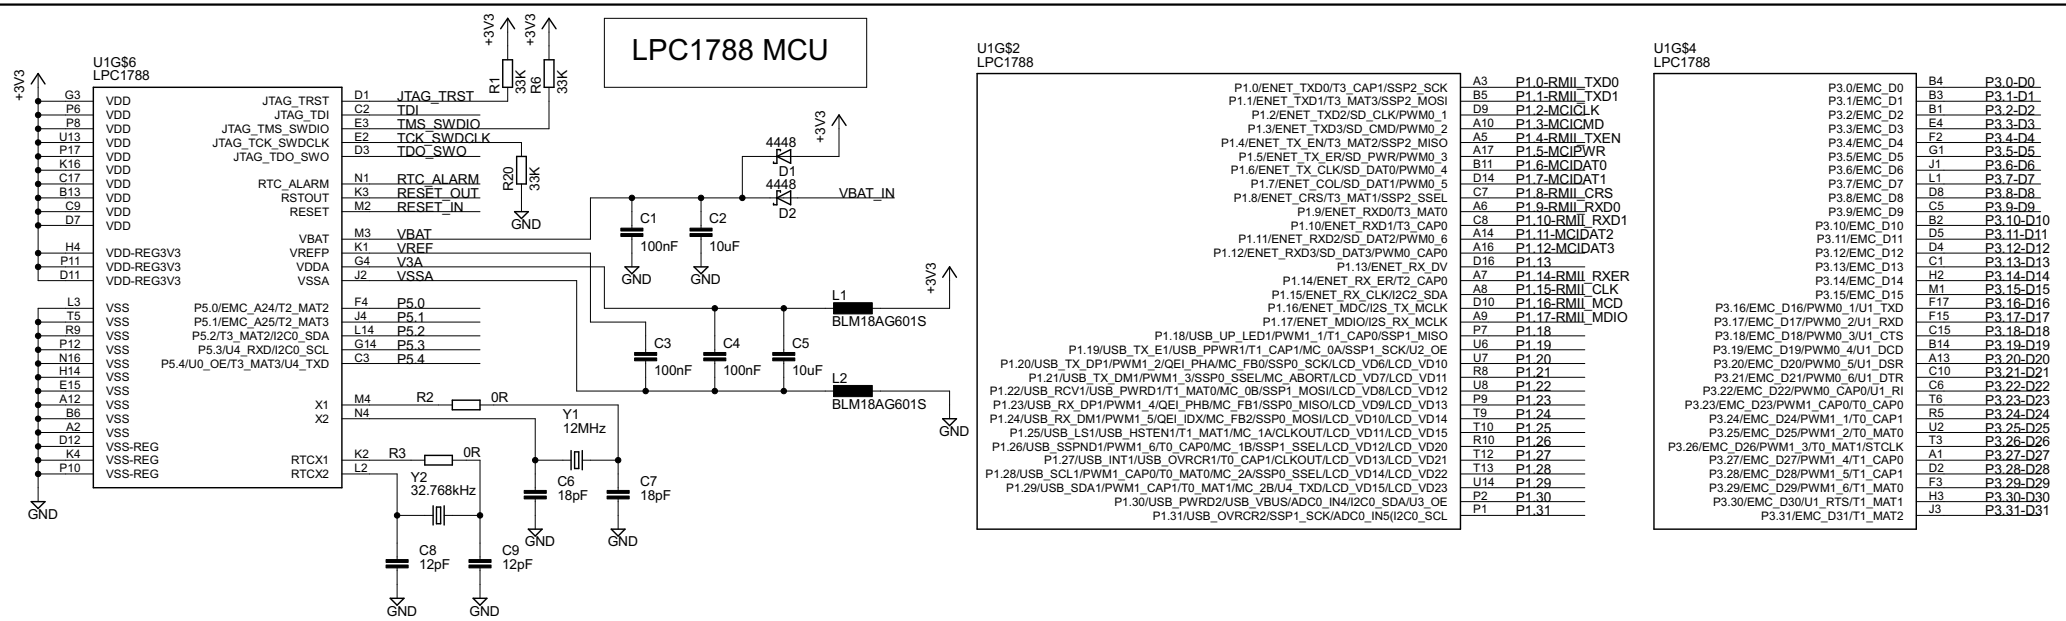 LPC1788 MCU
U1G$6
LPC1788
+3V3
G3 VDD
P6 VDD
P8 VDD
U13 VDD
P17 VDD
K16 VDD
C17 VDD
B13 VDD
C9 VDD
D7 VDD
H4 VDD-REG3V3
P11 VDD-REG3V3
D11 VDD-REG3V3
L3 VSS
T5 VSS
R9 VSS
P12 VSS
N16 VSS
H14 VSS
E15 VSS
A12 VSS
B6 VSS
A2 VSS
D12 VSS-REG
K4 VSS-REG
P10 VSS-REG
GND
JTAG_TRST D1 JTAG_TRST
JTAG_TDI C2 TDI
JTAG_TMS_SWDIO E3 TMS_SWDIO
JTAG_TCK_SWDCLK E2 TCK_SWDCLK
JTAG_TDO_SWO D3 TDO_SWO
RTC_ALARM N1 RTC_ALARM
RSTOUT K3 RESET_OUT
RESET M2 RESET_IN
VBAT M3 VBAT
VREFP K1 VREF
VDDA G4 V3A
VSSA J2 VSSA
P5.0/EMC_A24/T2_MAT2 F4 P5.0
P5.1/EMC_A25/T2_MAT3 J4 P5.1
P5.2/T3_MAT2/I2C0_SDA L14 P5.2
P5.3/U4_RXD/I2C0_SCL G14 P5.3
P5.4/U0_OE/T3_MAT3/U4_TXD C3 P5.4
X1 M4
X2 N4
RTCX1 K2
RTCX2 L2
+3V3
R1
33K
+3V3
R6
33K
R20
33K
GND
4448
D1
+3V3
4448
D2
VBAT_IN
C1
100nF
GND
C2
10uF
GND
L1
BLM18AG601S
+3V3
C3
100nF
C4
100nF
C5
10uF
L2
BLM18AG601S
GND
R2 0R
Y1
12MHz
C6
18pF
GND
C7
18pF
GND
R3 0R
Y2
32.768kHz
C8
12pF
GND
C9
12pF
GND
U1G$2
LPC1788
P1.0/ENET_TXD0/T3_CAP1/SSP2_SCK A3 P1.0-RMII_TXD0
P1.1/ENET_TXD1/T3_MAT3/SSP2_MOSI B5 P1.1-RMII_TXD1
P1.2/ENET_TXD2/SD_CLK/PWM0_1 D9 P1.2-MCICLK
P1.3/ENET_TXD3/SD_CMD/PWM0_2 A10 P1.3-MCICMD
P1.4/ENET_TX_EN/T3_MAT2/SSP2_MISO A5 P1.4-RMII_TXEN
P1.5/ENET_TX_ER/SD_PWR/PWM0_3 A17 P1.5-MCIPWR
P1.6/ENET_TX_CLK/SD_DAT0/PWM0_4 B11 P1.6-MCIDAT0
P1.7/ENET_COL/SD_DAT1/PWM0_5 D14 P1.7-MCIDAT1
P1.8/ENET_CRS/T3_MAT1/SSP2_SSEL C7 P1.8-RMII_CRS
P1.9/ENET_RXD0/T3_MAT0 A6 P1.9-RMII_RXD0
P1.10/ENET_RXD1/T3_CAP0 C8 P1.10-RMII_RXD1
P1.11/ENET_RXD2/SD_DAT2/PWM0_6 A14 P1.11-MCIDAT2
P1.12/ENET_RXD3/SD_DAT3/PWM0_CAP0 A16 P1.12-MCIDAT3
P1.13/ENET_RX_DV D16 P1.13
P1.14/ENET_RX_ER/T2_CAP0 A7 P1.14-RMII_RXER
P1.15/ENET_RX_CLK/I2C2_SDA A8 P1.15-RMII_CLK
P1.16/ENET_MDC/I2S_TX_MCLK D10 P1.16-RMII_MCD
P1.17/ENET_MDIO/I2S_RX_MCLK A9 P1.17-RMII_MDIO
P1.18/USB_UP_LED1/PWM1_1/T1_CAP0/SSP1_MISO P7 P1.18
P1.19/USB_TX_E1/USB_PPWR1/T1_CAP1/MC_0A/SSP1_SCK/U2_OE U6 P1.19
P1.20/USB_TX_DP1/PWM1_2/QEI_PHA/MC_FB0/SSP0_SCK/LCD_VD6/LCD_VD10 U7 P1.20
P1.21/USB_TX_DM1/PWM1_3/SSP0_SSEL/MC_ABORT/LCD_VD7/LCD_VD11 R8 P1.21
P1.22/USB_RCV1/USB_PWRD1/T1_MAT0/MC_0B/SSP1_MOSI/LCD_VD8/LCD_VD12 U8 P1.22
P1.23/USB_RX_DP1/PWM1_4/QEI_PHB/MC_FB1/SSP0_MISO/LCD_VD9/LCD_VD13 P9 P1.23
P1.24/USB_RX_DM1/PWM1_5/QEI_IDX/MC_FB2/SSP0_MOSI/LCD_VD10/LCD_VD14 T9 P1.24
P1.25/USB_LS1/USB_HSTEN1/T1_MAT1/MC_1A/CLKOUT/LCD_VD11/LCD_VD15 T10 P1.25
P1.26/USB_SSPND1/PWM1_6/T0_CAP0/MC_1B/SSP1_SSEL/LCD_VD12/LCD_VD20 R10 P1.26
P1.27/USB_INT1/USB_OVRCR1/T0_CAP1/CLKOUT/LCD_VD13/LCD_VD21 T12 P1.27
P1.28/USB_SCL1/PWM1_CAP0/T0_MAT0/MC_2A/SSP0_SSEL/LCD_VD14/LCD_VD22 T13 P1.28
P1.29/USB_SDA1/PWM1_CAP1/T0_MAT1/MC_2B/U4_TXD/LCD_VD15/LCD_VD23 U14 P1.29
P1.30/USB_PWRD2/USB_VBUS/ADC0_IN4/I2C0_SDA/U3_OE P2 P1.30
P1.31/USB_OVRCR2/SSP1_SCK/ADC0_IN5(I2C0_SCL P1 P1.31
U1G$4
LPC1788
P3.0/EMC_D0 B4 P3.0-D0
P3.1/EMC_D1 B3 P3.1-D1
P3.2/EMC_D2 B1 P3.2-D2
P3.3/EMC_D3 E4 P3.3-D3
P3.4/EMC_D4 F2 P3.4-D4
P3.5/EMC_D5 G1 P3.5-D5
P3.6/EMC_D6 J1 P3.6-D6
P3.7/EMC_D7 L1 P3.7-D7
P3.8/EMC_D8 D8 P3.8-D8
P3.9/EMC_D9 C5 P3.9-D9
P3.10/EMC_D10 B2 P3.10-D10
P3.11/EMC_D11 D5 P3.11-D11
P3.12/EMC_D12 D4 P3.12-D12
P3.13/EMC_D13 C1 P3.13-D13
P3.14/EMC_D14 H2 P3.14-D14
P3.15/EMC_D15 M1 P3.15-D15
P3.16/EMC_D16/PWM0_1/U1_TXD F17 P3.16-D16
P3.17/EMC_D17/PWM0_2/U1_RXD F15 P3.17-D17
P3.18/EMC_D18/PWM0_3/U1_CTS C15 P3.18-D18
P3.19/EMC_D19/PWM0_4/U1_DCD B14 P3.19-D19
P3.20/EMC_D20/PWM0_5/U1_DSR A13 P3.20-D20
P3.21/EMC_D21/PWM0_6/U1_DTR C10 P3.21-D21
P3.22/EMC_D22/PWM0_CAP0/U1_RI C6 P3.22-D22
P3.23/EMC_D23/PWM1_CAP0/T0_CAP0 T6 P3.23-D23
P3.24/EMC_D24/PWM1_1/T0_CAP1 R5 P3.24-D24
P3.25/EMC_D25/PWM1_2/T0_MAT0 U2 P3.25-D25
P3.26/EMC_D26/PWM1_3/T0_MAT1/STCLK T3 P3.26-D26
P3.27/EMC_D27/PWM1_4/T1_CAP0 A1 P3.27-D27
P3.28/EMC_D28/PWM1_5/T1_CAP1 D2 P3.28-D28
P3.29/EMC_D29/PWM1_6/T1_MAT0 F3 P3.29-D29
P3.30/EMC_D30/U1_RTS/T1_MAT1 H3 P3.30-D30
P3.31/EMC_D31/T1_MAT2 J3 P3.31-D31